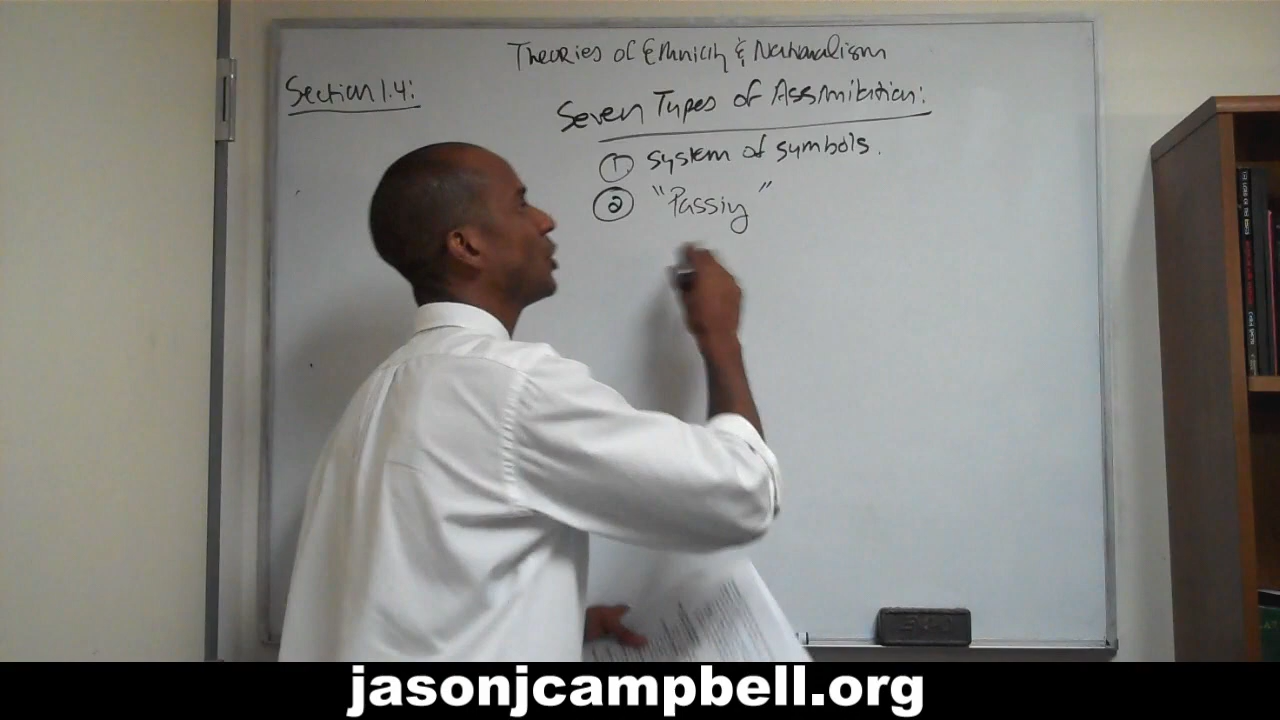 Theories of Ethnicity & Nationalism
Section 1.4:
Seven Types of Assimilation:
① System of symbols.
② "Passing"
EXPO
jasonjcampbell.org